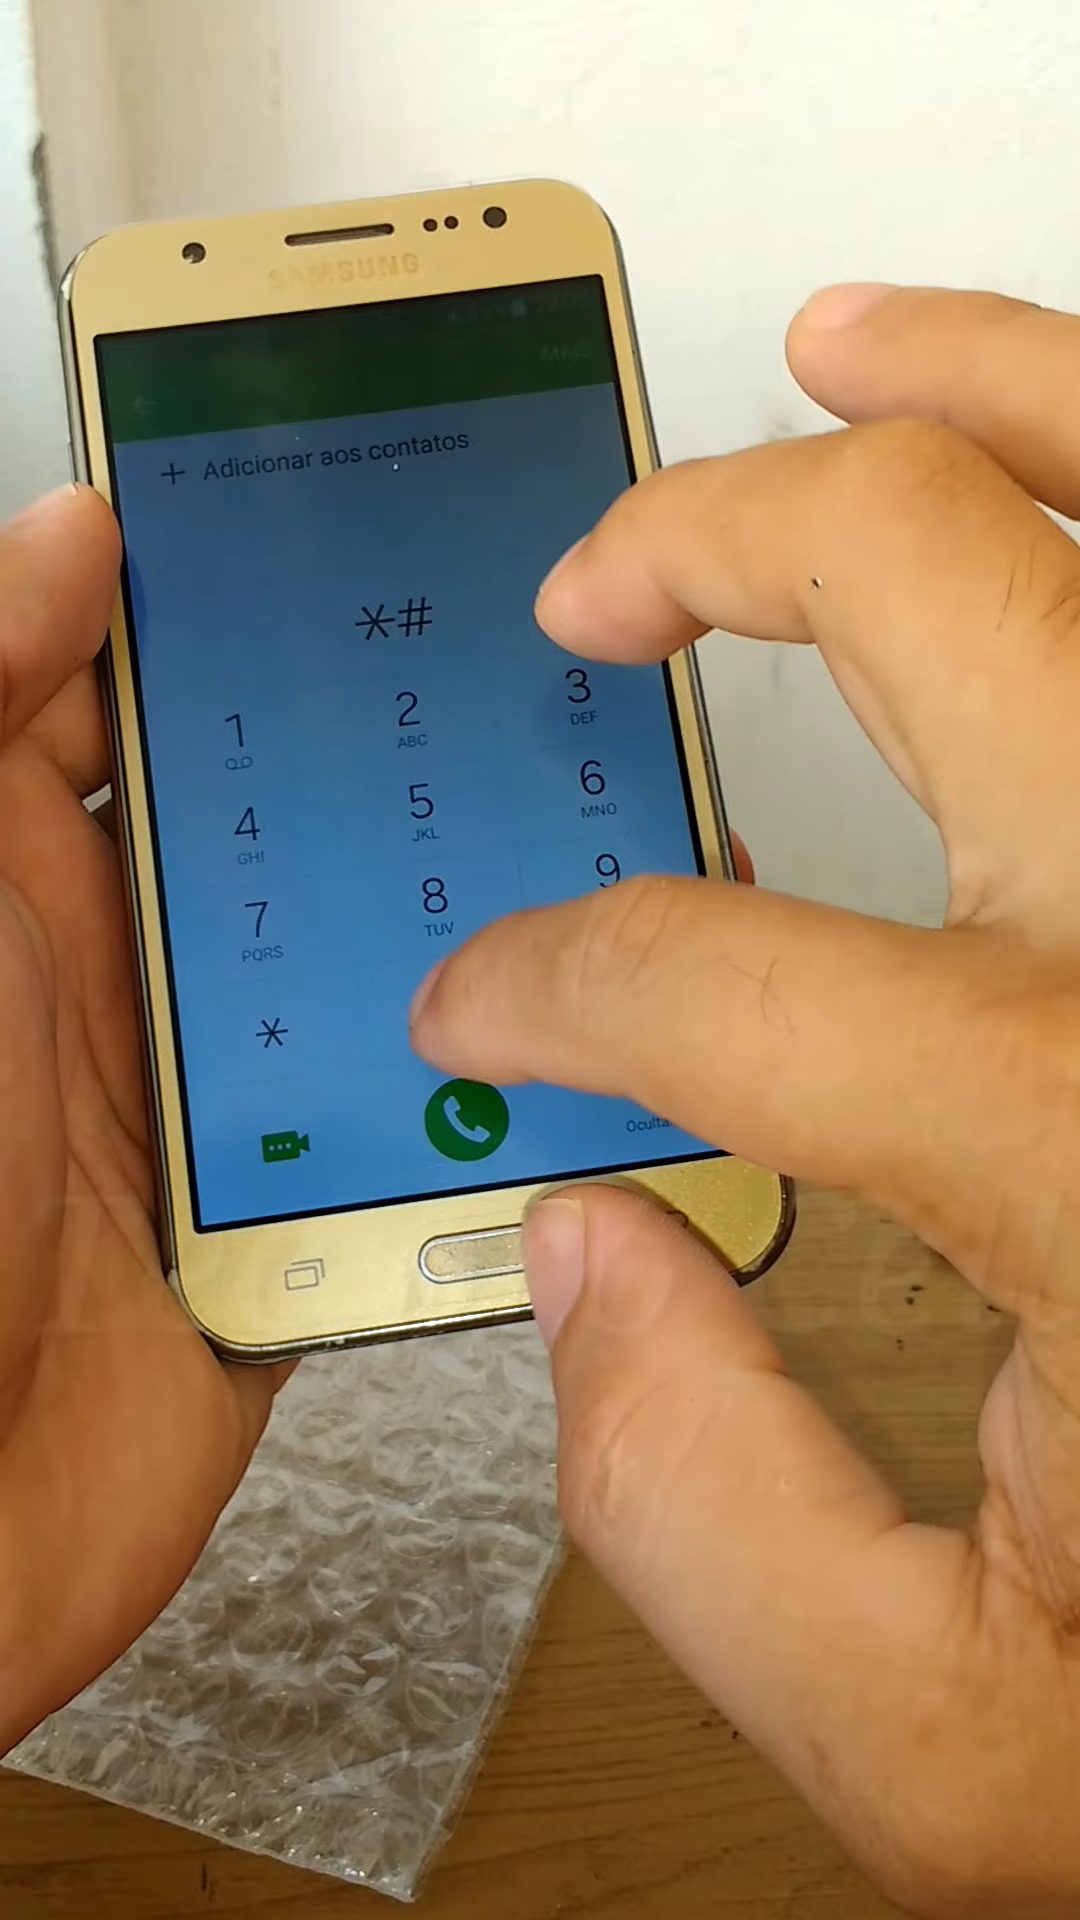 SAMSUNG
MAIS
+ Adicionar aos contatos
*#
1 2 3
ABC DEF
4 5 6
GHI JKL MNO
7 8 9
PQRS TUV
*